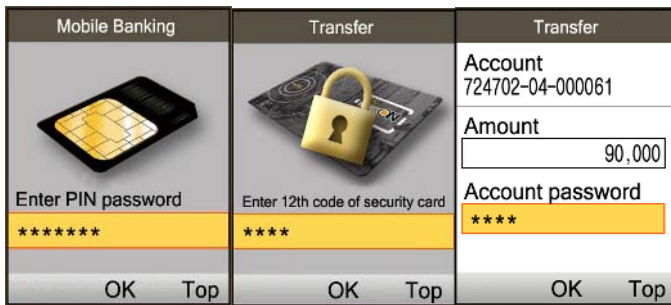 Mobile Banking
Enter PIN password
*******
OK Top
Transfer
Enter 12th code of security card
****
OK Top
Transfer
Account
724702-04-000061
Amount
90,000
Account password
****
OK Top